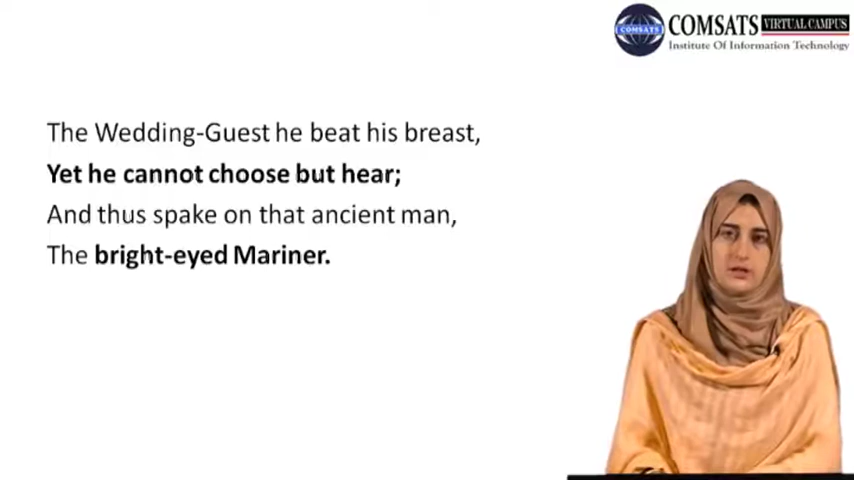 COMSATS VIRTUAL CAMPUS
Institute Of Information Technology
COMSATS
The Wedding-Guest he beat his breast,
Yet he cannot choose but hear;
And thus spake on that ancient man,
The bright-eyed Mariner.